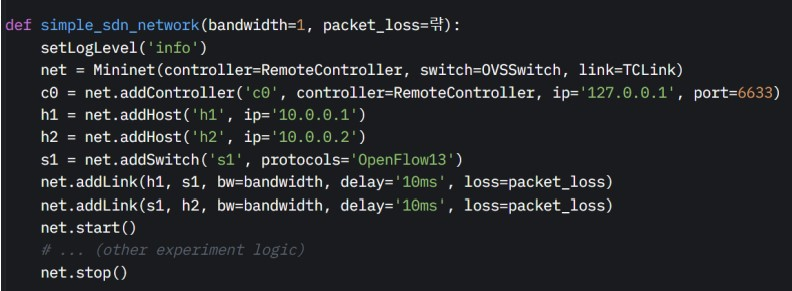 def simple_sdn_network(bandwidth=1, packet_loss=랶):
    setLogLevel('info')
    net = Mininet(controller=RemoteController, switch=OVSSwitch, link=TCLink)
    c0 = net.addController('c0', controller=RemoteController, ip='127.0.0.1', port=6633)
    h1 = net.addHost('h1', ip='10.0.0.1')
    h2 = net.addHost('h2', ip='10.0.0.2')
    s1 = net.addSwitch('s1', protocols='OpenFlow13')
    net.addLink(h1, s1, bw=bandwidth, delay='10ms', loss=packet_loss)
    net.addLink(s1, h2, bw=bandwidth, delay='10ms', loss=packet_loss)
    net.start()
    # ... (other experiment logic)
    net.stop()